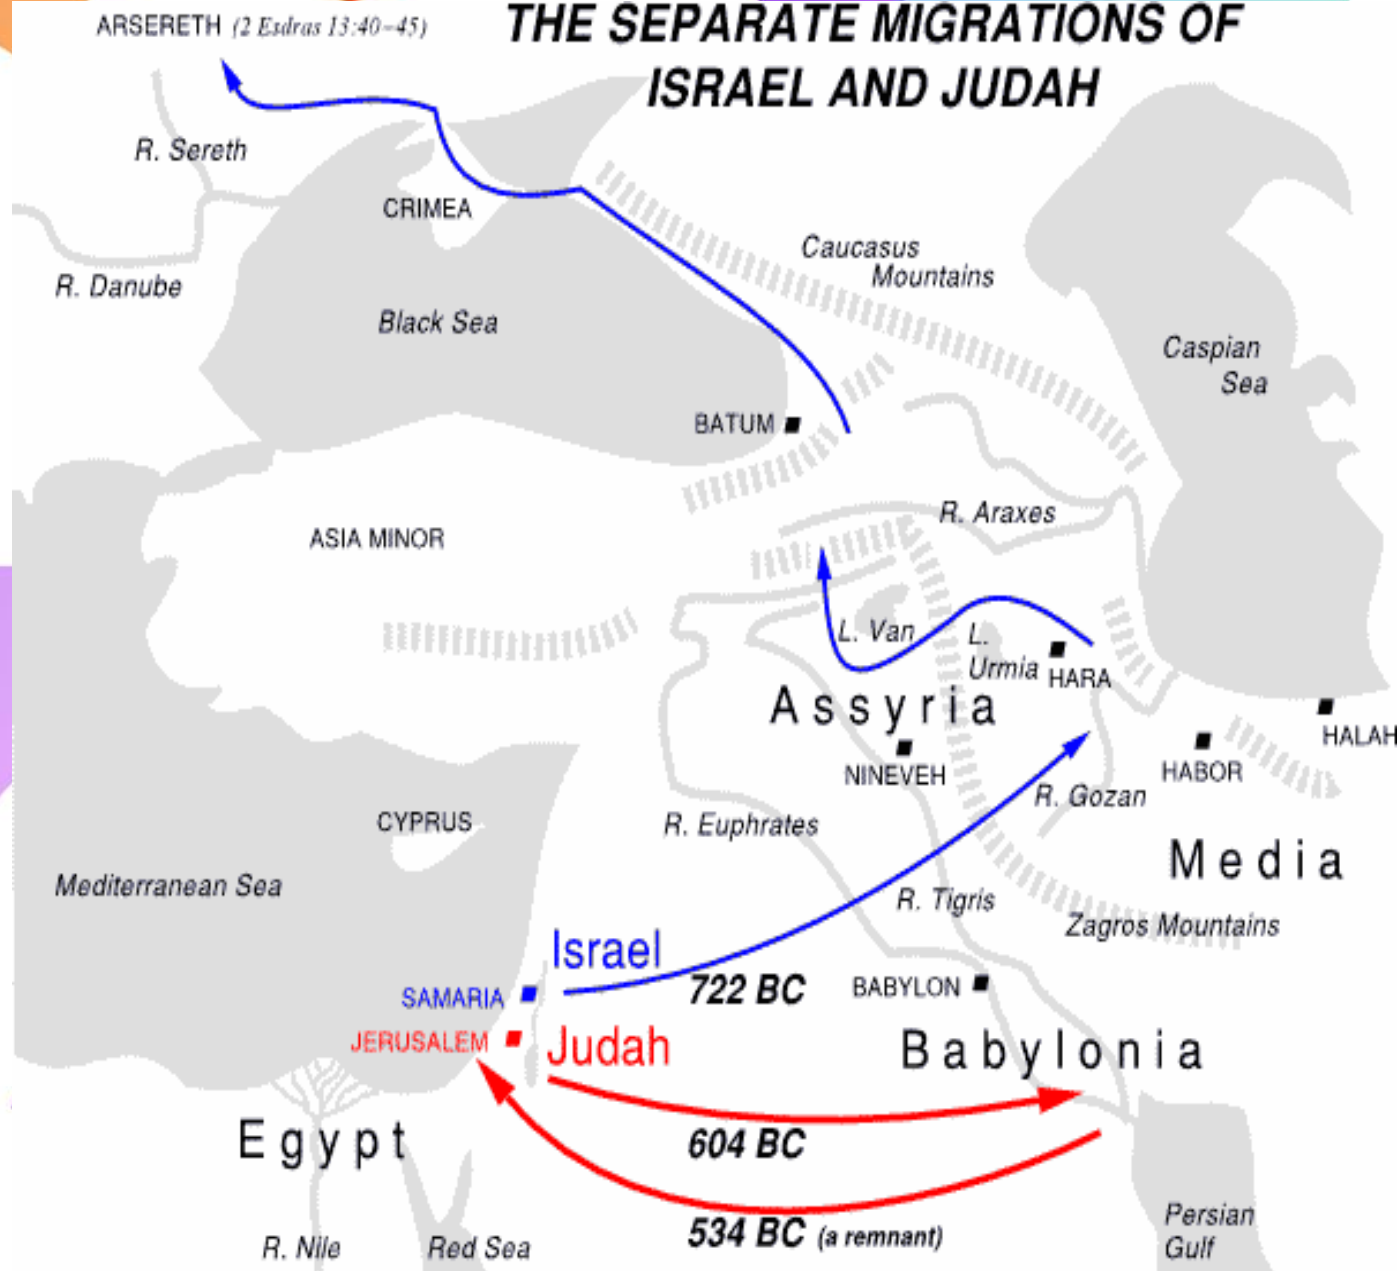 THE SEPARATE MIGRATIONS OF
ISRAEL AND JUDAH
ARSERETH (2 Esdras 13:40–45)
R. Sereth
CRIMEA
R. Danube
Black Sea
Caucasus
Mountains
Caspian
Sea
BATUM
ASIA MINOR
R. Araxes
L. Van
L.
Urmia
HARA
Assyria
NINEVEH
HALAH
HABOR
R. Gozan
CYPRUS
R. Euphrates
Media
Mediterranean Sea
R. Tigris
Zagros Mountains
Israel
SAMARIA
722 BC
BABYLON
JERUSALEM
Judah
Babylonia
Egypt
604 BC
534 BC (a remnant)
R. Nile
Red Sea
Persian
Gulf